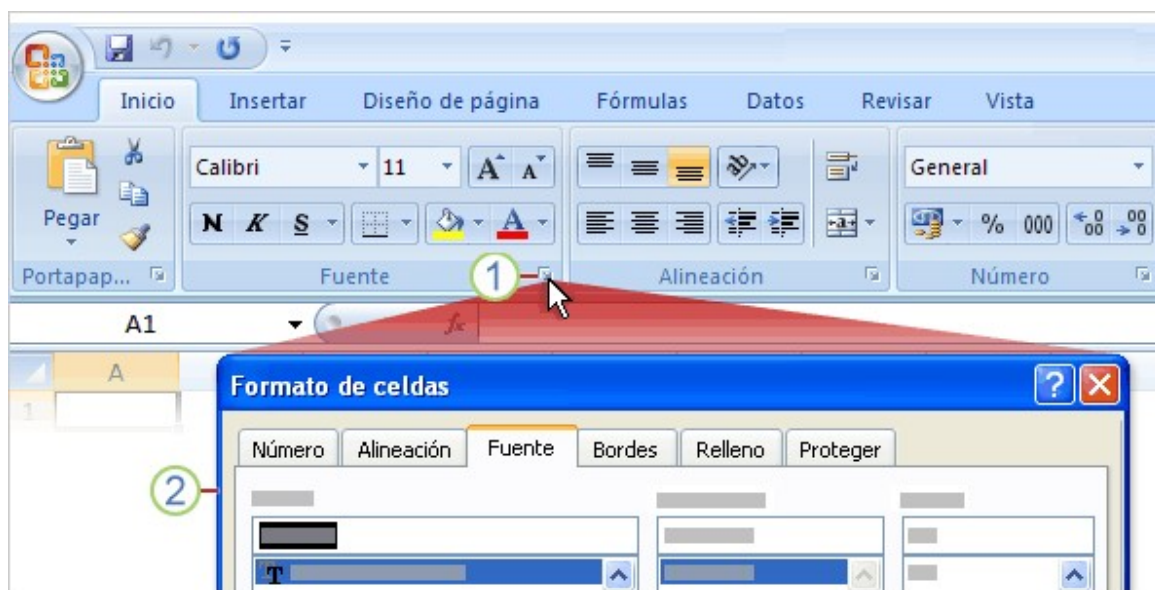 Inicio Insertar Diseño de página Fórmulas Datos Revisar Vista
Calibri 11 A A General
Pegar N K S A % 000
Portapap... Fuente 1 Alineación Número
A1 fx
A
1
Formato de celdas ?
Número Alineación Fuente Bordes Relleno Proteger
2
T